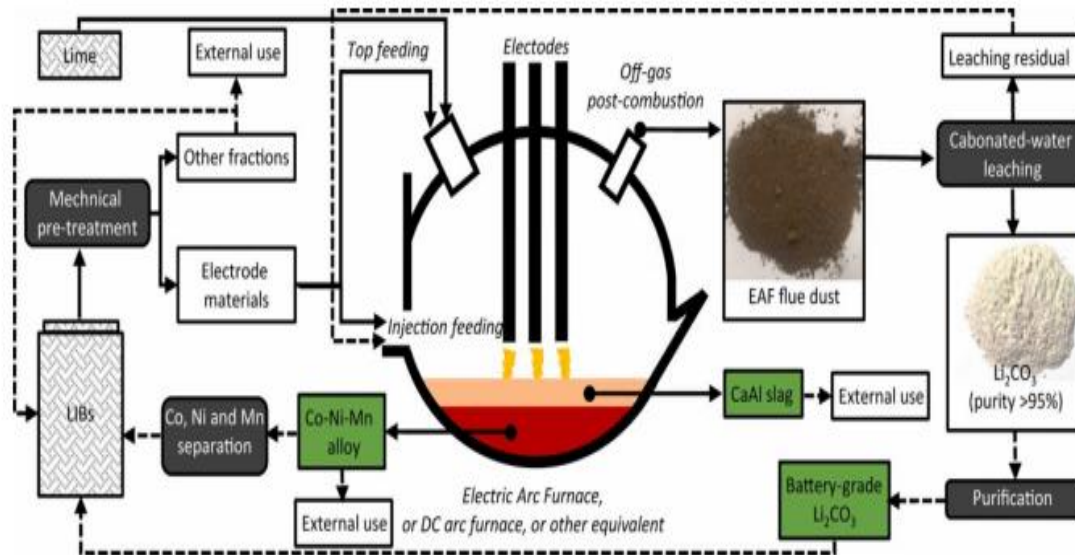 Lime
External use
Top feeding
Electodes
Off-gas
post-combustion
Leaching residual
Other fractions
Mechnical
pre-treatment
Electrode
materials
Injection feeding
EAF flue dust
Cabonated-water
leaching
Li₂CO₃
(purity >95%)
LIBs
Co, Ni and Mn
separation
Co-Ni-Mn
alloy
External use
CaAl slag
External use
Electric Arc Furnace,
or DC arc furnace, or other equivalent
Battery-grade
Li₂CO₃
Purification